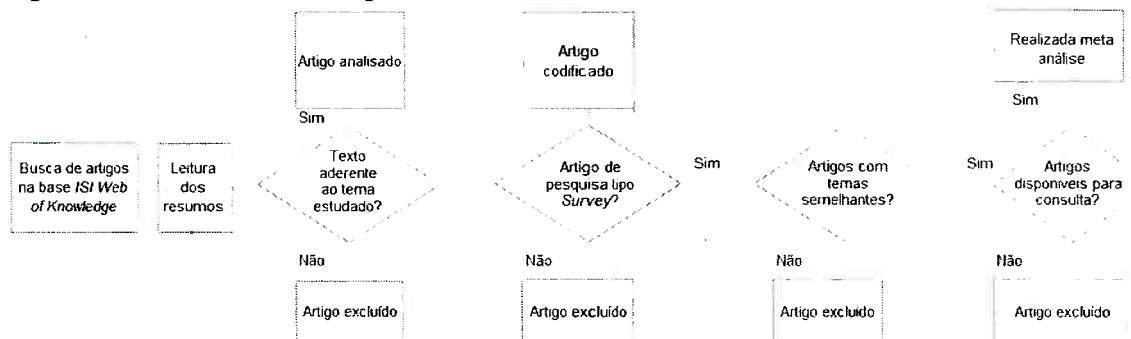 Artigo analisado
Artigo
codificado
Realizada meta
análise
Sim
Sim
Busca de artigos
na base ISI Web
of Knowledge
Leitura
dos
resumos
Texto
aderente
ao tema
estudado?
Artigo de
pesquisa tipo
Survey?
Sim
Artigos com
temas
semelhantes?
Sim
Artigos
disponíveis para
consulta?
Não
Não
Não
Não
Artigo excluído
Artigo excluído
Artigo excluído
Artigo excluído